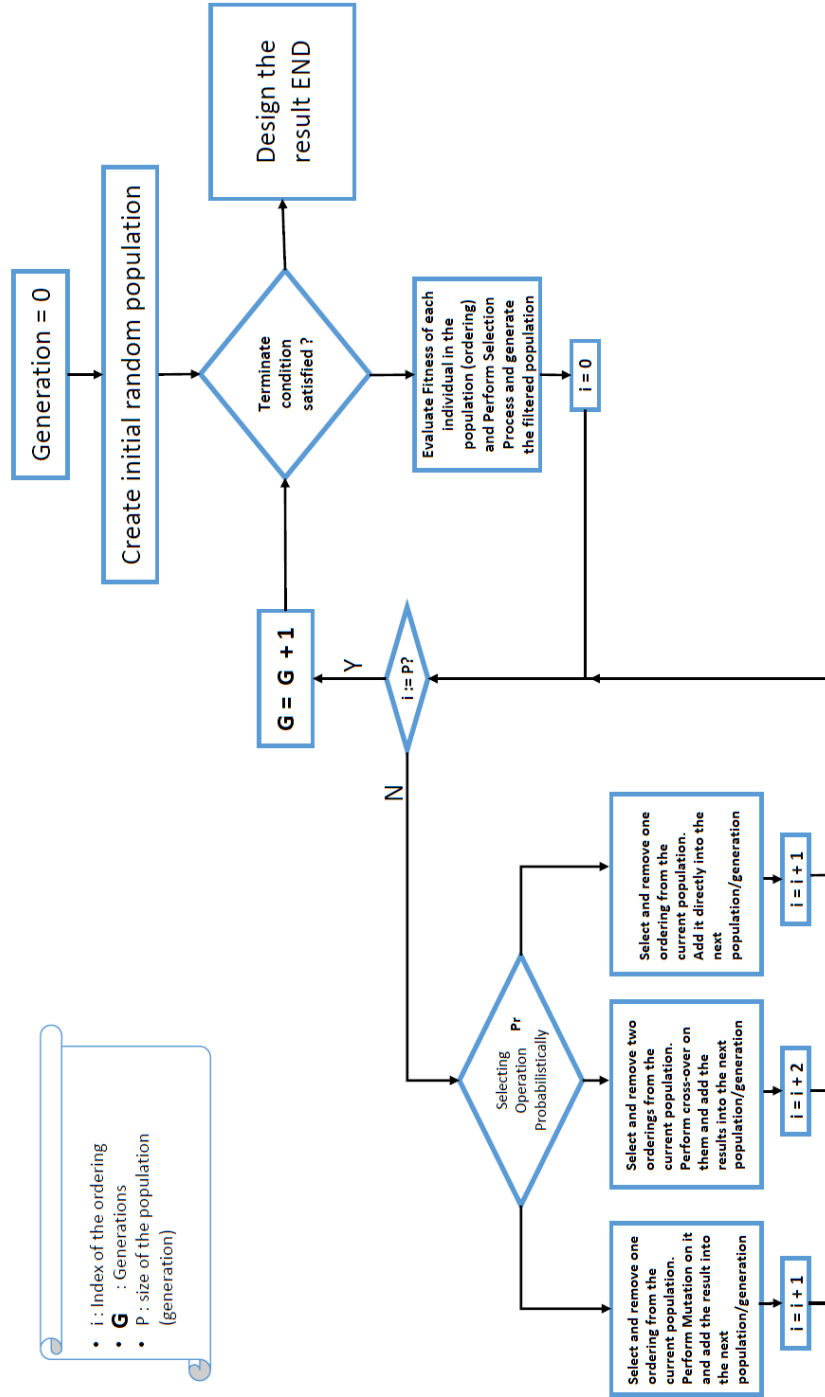 Generation = 0
Create initial random population
Terminate
condition
satisfied ?
Design the
result END
Evaluate Fitness of each
individual in the
population (ordering)
and Perform Selection
Process and generate
the filtered population
i = 0
G = G + 1
Y
i := P?
N
Selecting
Operation Pr
Probabilistically
Select and remove one
ordering from the
current population.
Perform Mutation on it
and add the result into
the next
population/generation
i = i + 1
Select and remove two
orderings from the
current population.
Perform cross-over on
them and add the
results into the next
population/generation
i = i + 2
Select and remove one
ordering from the
current population.
Add it directly into the
next
population/generation
i = i + 1
• i : Index of the ordering
• G : Generations
• P : size of the population
(generation)